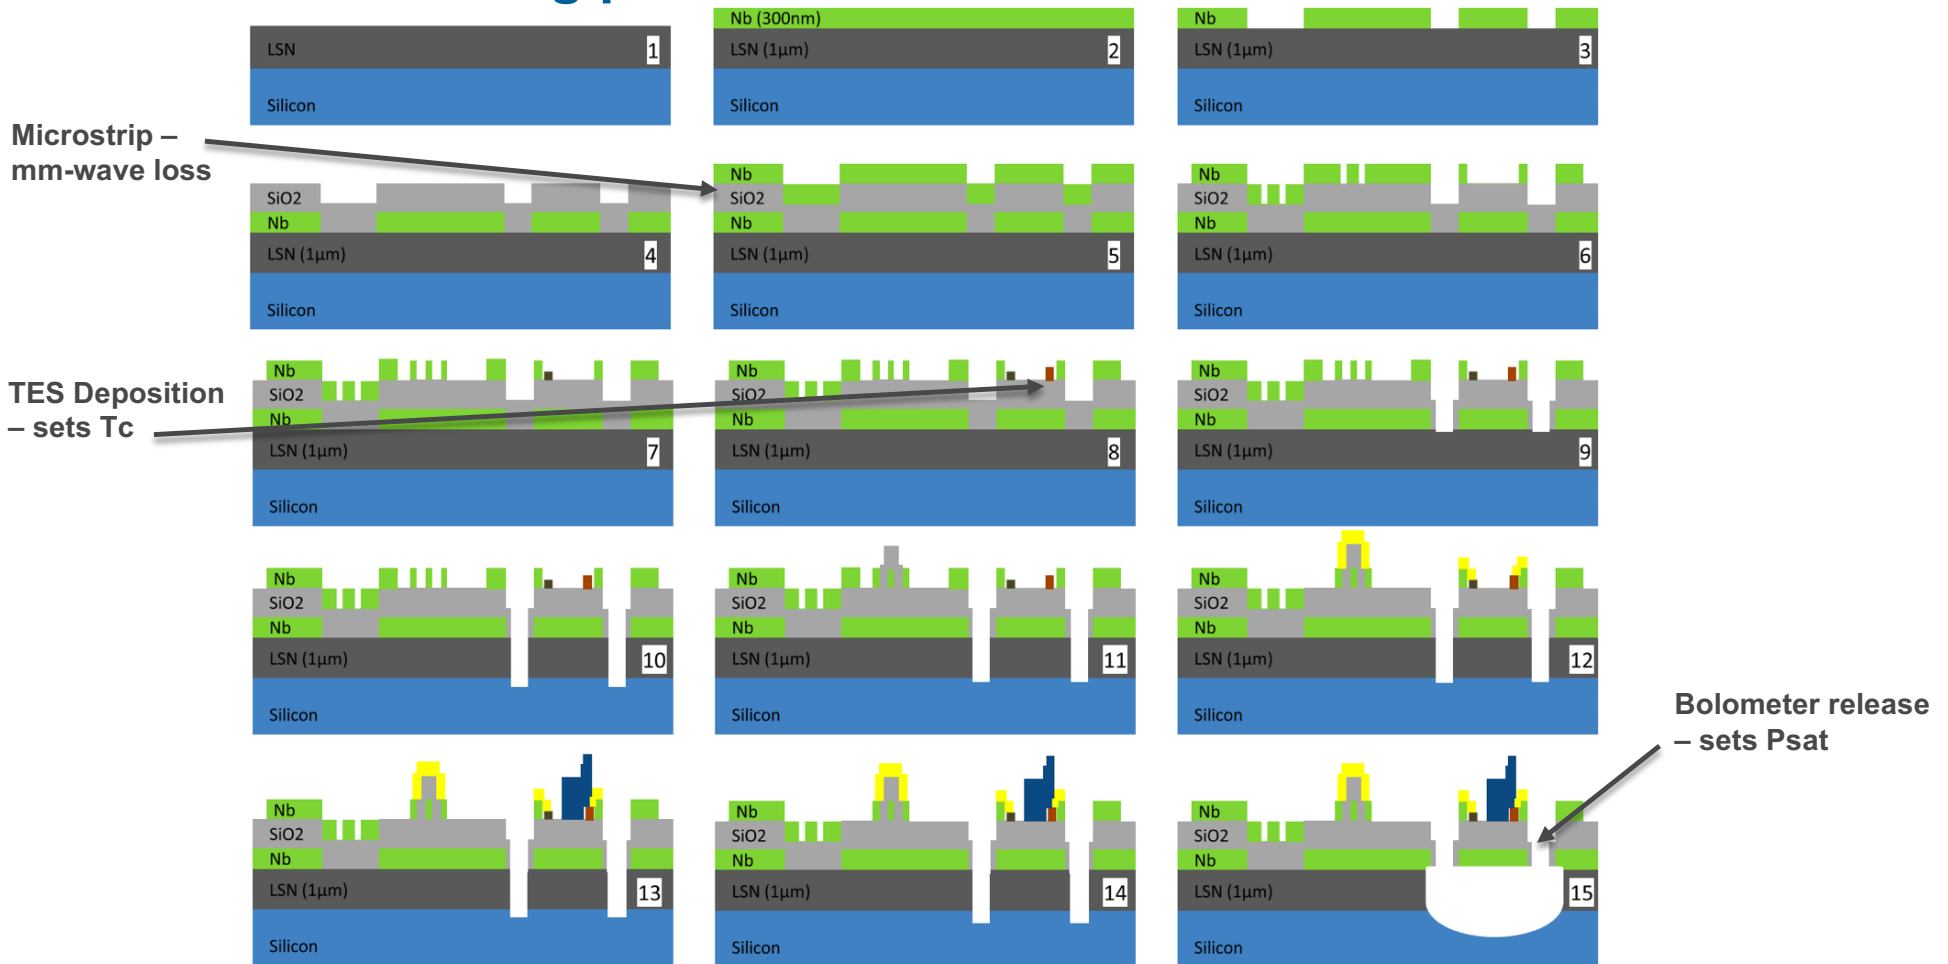 LSN
1
Silicon
Nb (300nm)
LSN (1µm)
2
Silicon
Nb
LSN (1µm)
3
Silicon
Microstrip –
mm-wave loss
SiO2
Nb
LSN (1µm)
4
Silicon
Nb
SiO2
Nb
LSN (1µm)
5
Silicon
Nb
SiO2
Nb
LSN (1µm)
6
Silicon
TES Deposition
– sets Tc
Nb
SiO2
Nb
LSN (1µm)
7
Silicon
Nb
SiO2
Nb
LSN (1µm)
8
Silicon
Nb
SiO2
Nb
LSN (1µm)
9
Silicon
Nb
SiO2
Nb
LSN (1µm)
10
Silicon
Nb
SiO2
Nb
LSN (1µm)
11
Silicon
Nb
SiO2
Nb
LSN (1µm)
12
Silicon
Bolometer release
– sets Psat
Nb
SiO2
Nb
LSN (1µm)
13
Silicon
Nb
SiO2
Nb
LSN (1µm)
14
Silicon
Nb
SiO2
Nb
LSN (1µm)
15
Silicon